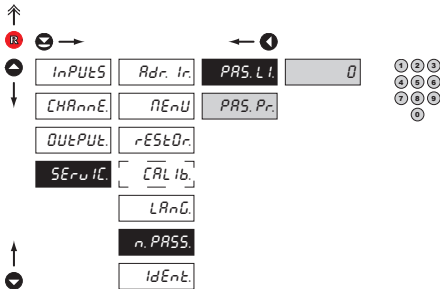 R
InPUtS Adr. Ir. PAS. LI. 0
CHAnnE. MEnU PAS. Pr.
OUtPUt. rEStOr.
SErvIC. CALIb.
LAnG.
n. PASS.
IdEnt.
1 2 3
4 5 6
7 8 9
0